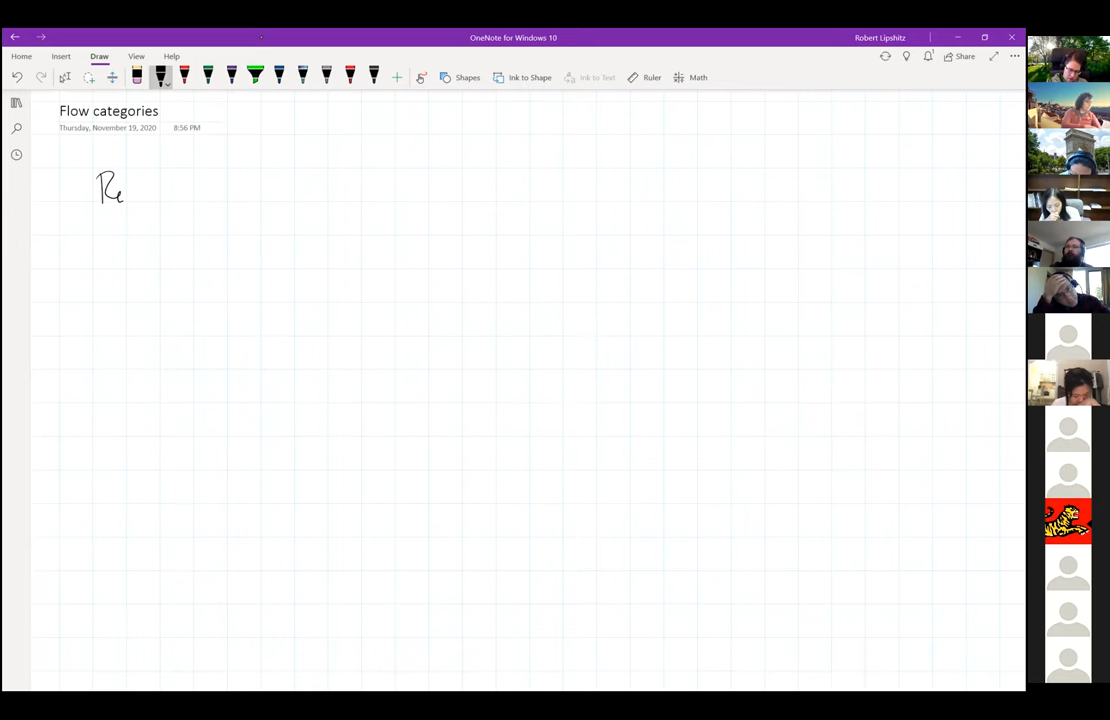 OneNote for Windows 10
Robert Lipshitz
Home Insert Draw View Help
Share
Shapes Ink to Shape Ink to Text Ruler Math
Flow categories
Thursday, November 19, 2020 8:56 PM
Re